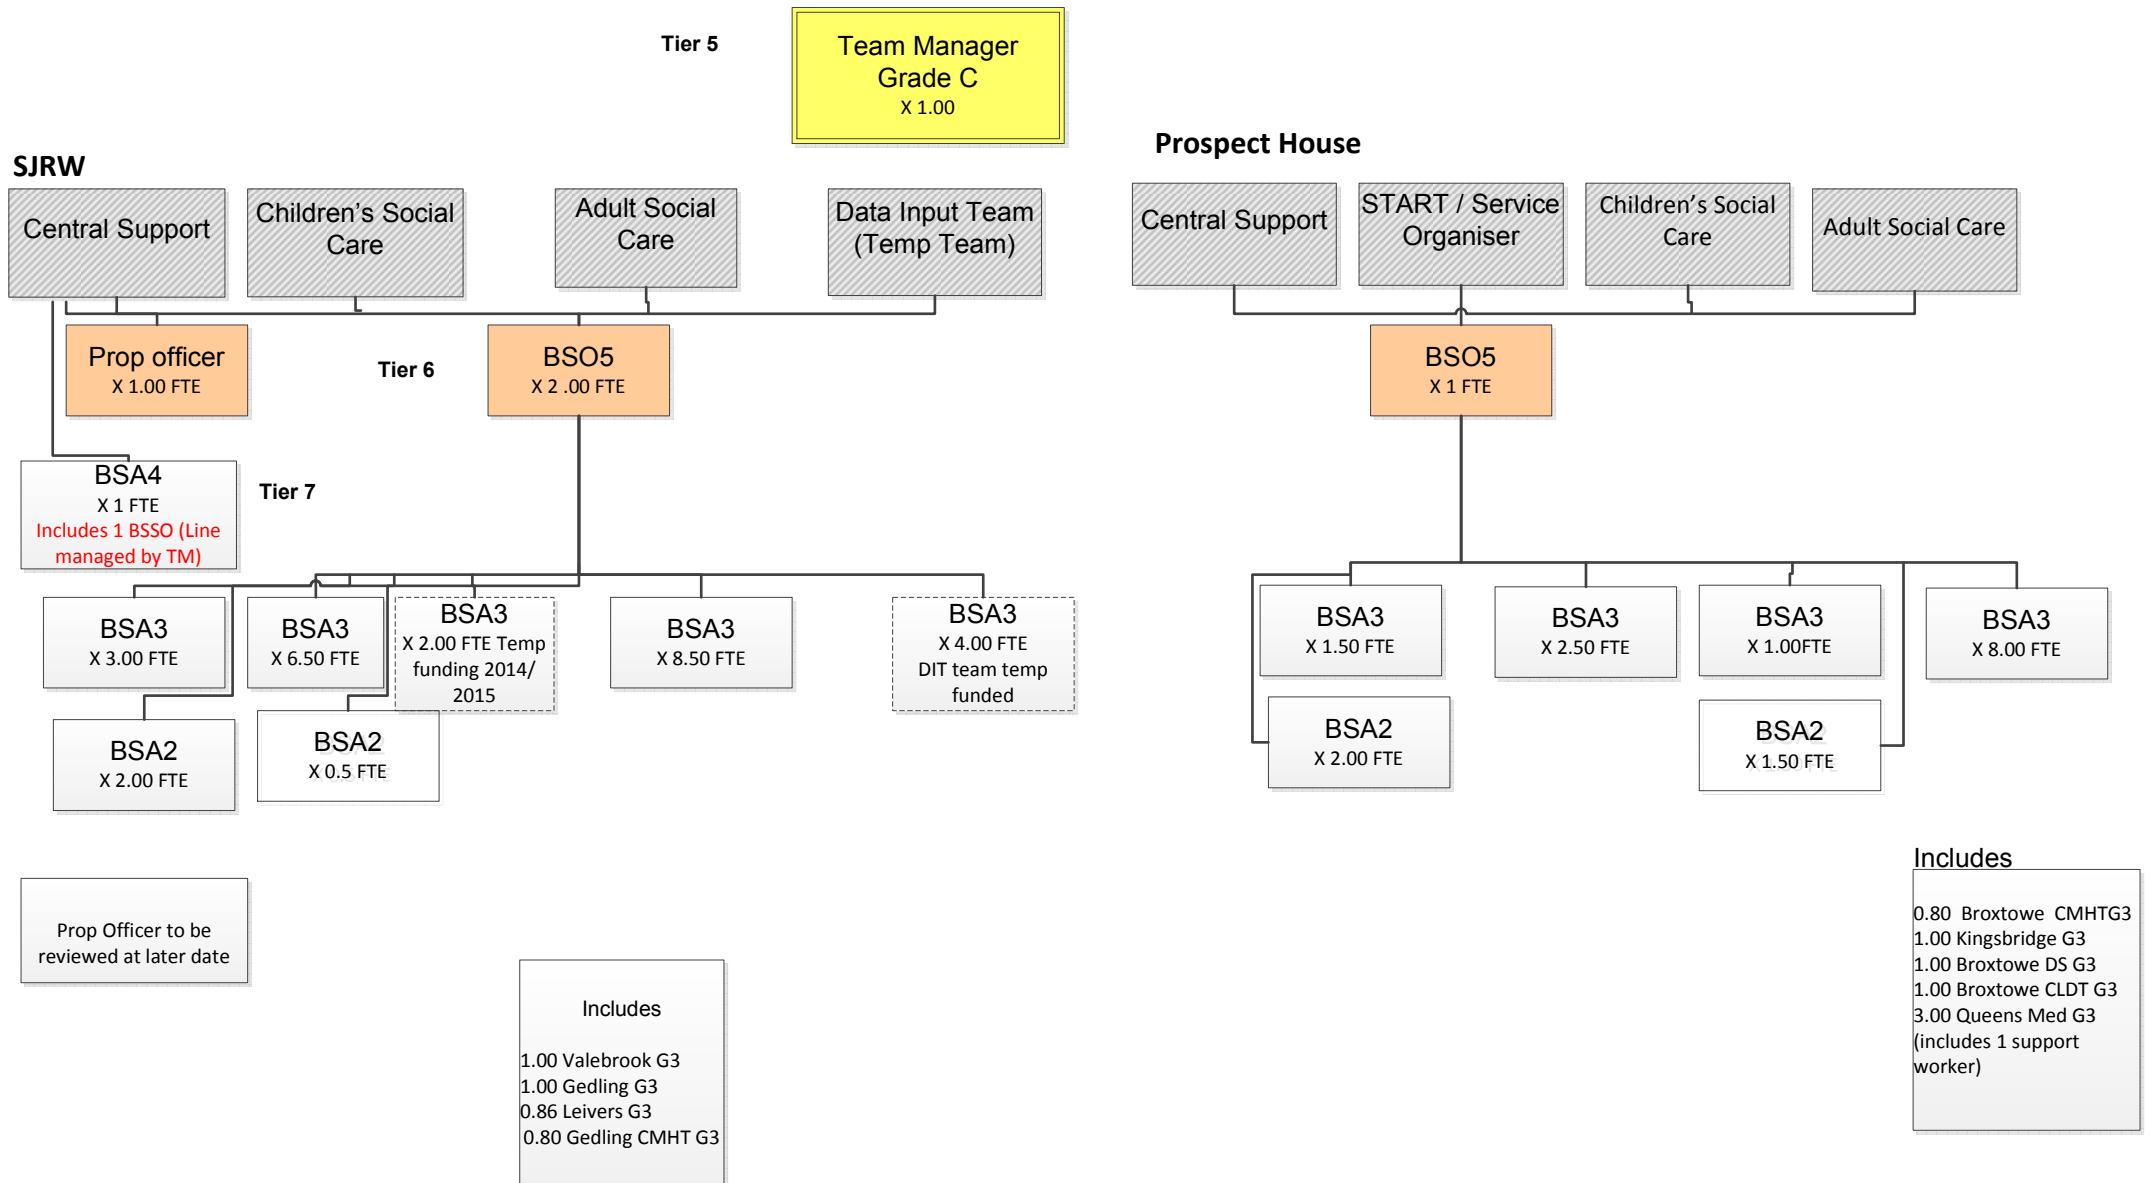 Tier 5
Team Manager
Grade C
X 1.00
SJRW
Prospect House
Central Support
Children's Social
Care
Adult Social
Care
Data Input Team
(Temp Team)
Central Support
START / Service
Organiser
Children's Social
Care
Adult Social Care
Prop officer
X 1.00 FTE
Tier 6
BSO5
X 2 .00 FTE
BSO5
X 1 FTE
BSA4
X 1 FTE
Includes 1 BSSO (Line
managed by TM)
Tier 7
BSA3
X 3.00 FTE
BSA3
X 6.50 FTE
BSA3
X 2.00 FTE Temp
funding 2014/
2015
BSA3
X 8.50 FTE
BSA3
X 4.00 FTE
DIT team temp
funded
BSA3
X 1.50 FTE
BSA3
X 2.50 FTE
BSA3
X 1.00FTE
BSA3
X 8.00 FTE
BSA2
X 2.00 FTE
BSA2
X 0.5 FTE
BSA2
X 2.00 FTE
BSA2
X 1.50 FTE
Prop Officer to be
reviewed at later date
Includes
1.00 Valebrook G3
1.00 Gedling G3
0.86 Leivers G3
0.80 Gedling CMHT G3
Includes
0.80 Broxtowe CMHTG3
1.00 Kingsbridge G3
1.00 Broxtowe DS G3
1.00 Broxtowe CLDT G3
3.00 Queens Med G3
(includes 1 support
worker)